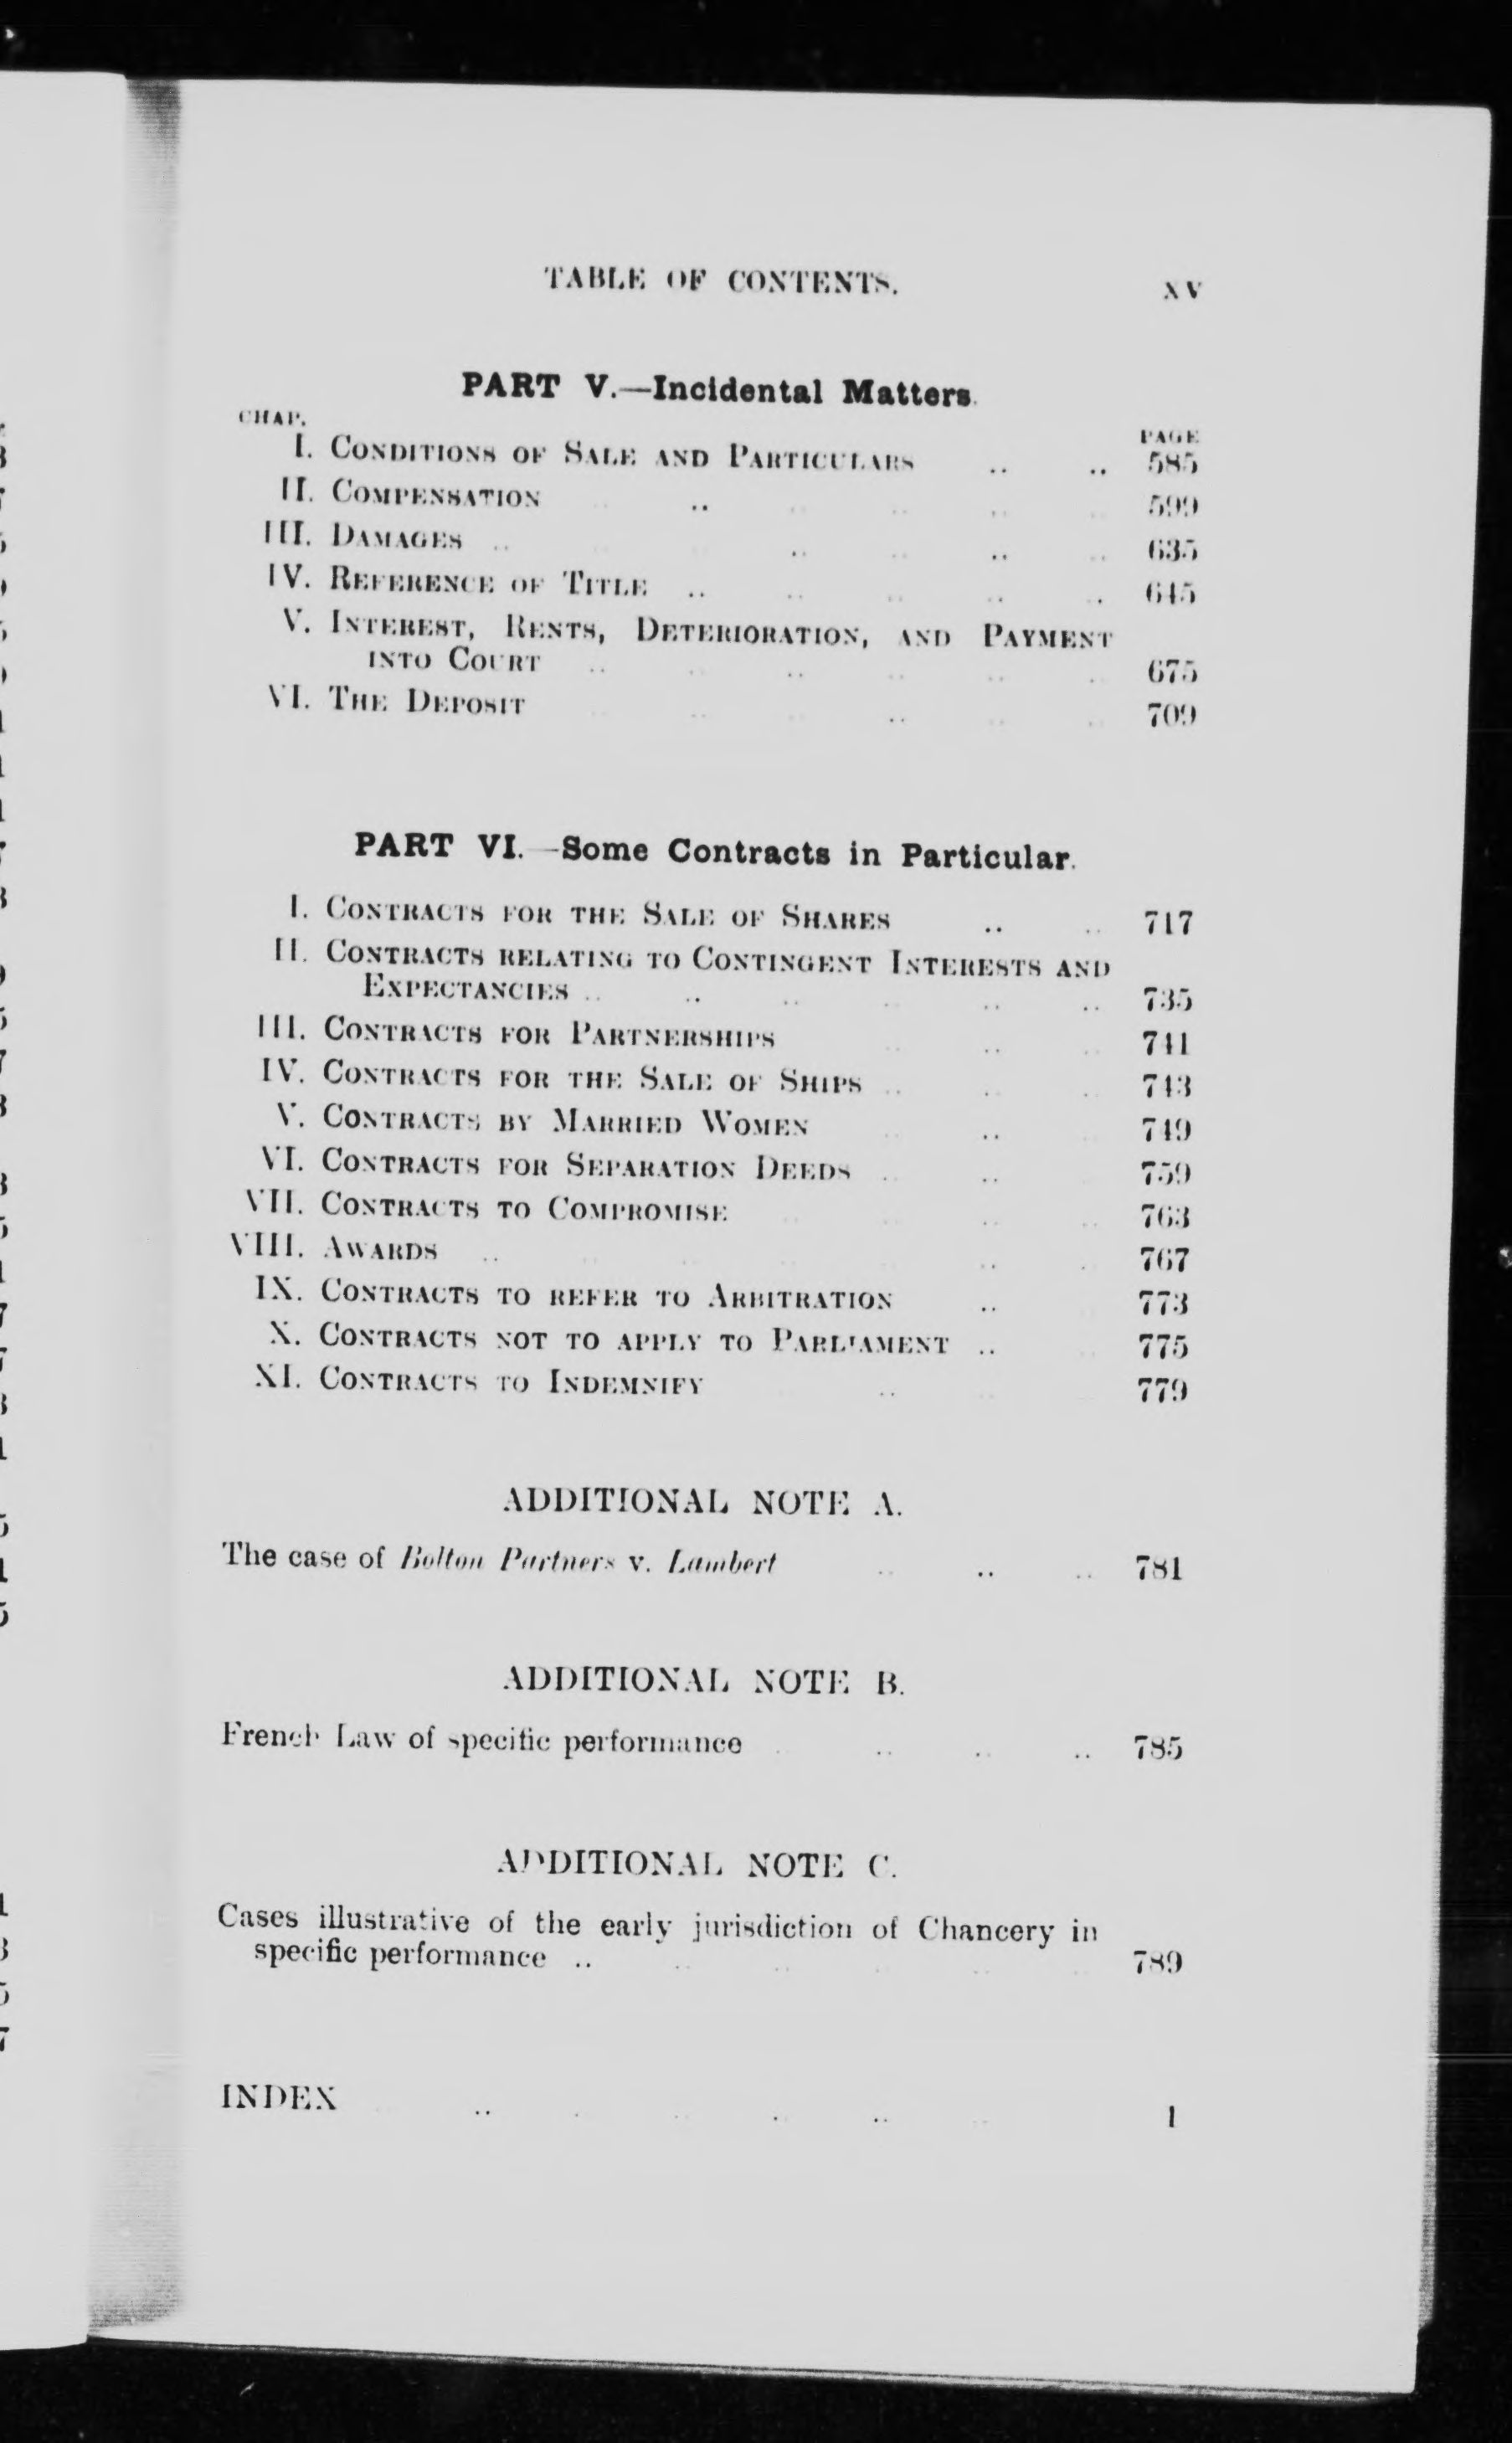 TABLE OF CONTENTS. XV
PART V.—Incidental Matters.
CHAP. PAGE
I. CONDITIONS OF SALE AND PARTICULARS .. .. 585
II. COMPENSATION .. .. .. .. .. 599
III. DAMAGES .. .. .. .. .. 635
IV. REFERENCE OF TITLE .. .. .. .. .. 645
V. INTEREST, RENTS, DETERIORATION, AND PAYMENT
INTO COURT .. .. .. .. .. 675
VI. THE DEPOSIT .. .. .. .. .. 709
PART VI.—Some Contracts in Particular.
I. CONTRACTS FOR THE SALE OF SHARES .. .. 717
II. CONTRACTS RELATING TO CONTINGENT INTERESTS AND
EXPECTANCIES .. .. .. .. .. .. 735
III. CONTRACTS FOR PARTNERSHIPS .. .. .. 741
IV. CONTRACTS FOR THE SALE OF SHIPS .. .. .. 743
V. CONTRACTS BY MARRIED WOMEN .. .. .. 749
VI. CONTRACTS FOR SEPARATION DEEDS .. .. 759
VII. CONTRACTS TO COMPROMISE .. .. .. 763
VIII. AWARDS .. .. .. .. 767
IX. CONTRACTS TO REFER TO ARBITRATION .. 773
X. CONTRACTS NOT TO APPLY TO PARLIAMENT .. .. 775
XI. CONTRACTS TO INDEMNIFY .. 779
ADDITIONAL NOTE A.
The case of Bolton Partners v. Lambert .. .. .. 781
ADDITIONAL NOTE B.
French Law of specific performance .. .. .. 785
ADDITIONAL NOTE C.
Cases illustrative of the early jurisdiction of Chancery in
specific performance .. .. .. .. 789
INDEX .. .. .. .. .. 1